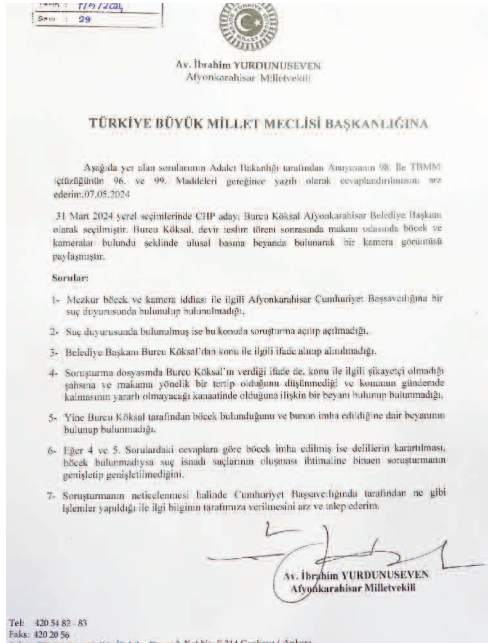 7/5/2024
Sayı : 29
Av. İbrahim YURDUNUSEVEN
Afyonkarahisar Milletvekili
TÜRKİYE BÜYÜK MİLLET MECLİSİ BAŞKANLIĞINA
Aşağıda yer alan sorularımın Adalet Bakanlığı tarafından Anayasanın 98. İle TBMM
içtüzüğünün 96. ve 99. Maddeleri gereğince yazılı olarak cevaplandırılmasını arz
ederim.07.05.2024
31 Mart 2024 yerel seçimlerinde CHP adayı Burcu Köksal Afyonkarahisar Belediye Başkanı
olarak seçilmiştir. Burcu Köksal, devir teslim töreni sonrasında makam odasında böcek ve
kameralar bulundu şeklinde ulusal basına beyanda bulunarak bir kamera görüntüsü
paylaşmıştır.
Sorular:
1- Mezkur böcek ve kamera iddiası ile ilgili Afyonkarahisar Cumhuriyet Başsavcılığına bir
suç duyurusunda bulunulup bulunulmadığı,
2- Suç duyurusunda bulunulmuş ise bu konuda soruşturma açılıp açılmadığı,
3- Belediye Başkanı Burcu Köksal'dan konu ile ilgili ifade alınıp alınılmadığı.
4- Soruşturma dosyasında Burcu Köksal'ın verdiği ifade de, konu ile ilgili şikayetçi olmadığı
şahsına ve makama yönelik bir tertip olduğunu düşünmediği ve konunun gündemde
kalmasının yararlı olmayacağı kanaatinde olduğuna ilişkin bir beyanı bulunup bulunmadığı,
5- Yine Burcu Köksal tarafından böcek bulunduğunu ve bunun imha edildiğine dair beyanının
bulunup bulunmadığı.
6- Eğer 4 ve 5. Sorulardaki cevaplara göre böcek imha edilmiş ise delillerin karartılması,
böcek bulunmadıysa suç isnadı suçlarının oluşması ihtimaline binaen soruşturmanın
genişletip genişletilmediğini.
7- Soruşturmanın neticelenmesi halinde Cumhuriyet Başsavcılığında tarafından ne gibi
işlemler yapıldığı ile ilgi bilginin tarafımıza verilmesini arz ve talep ederim.
Av. İbrahim YURDUNUSEVEN
Afyonkarahisar Milletvekili
Tel: 420 54 82 - 83
Faks: 420 20 56